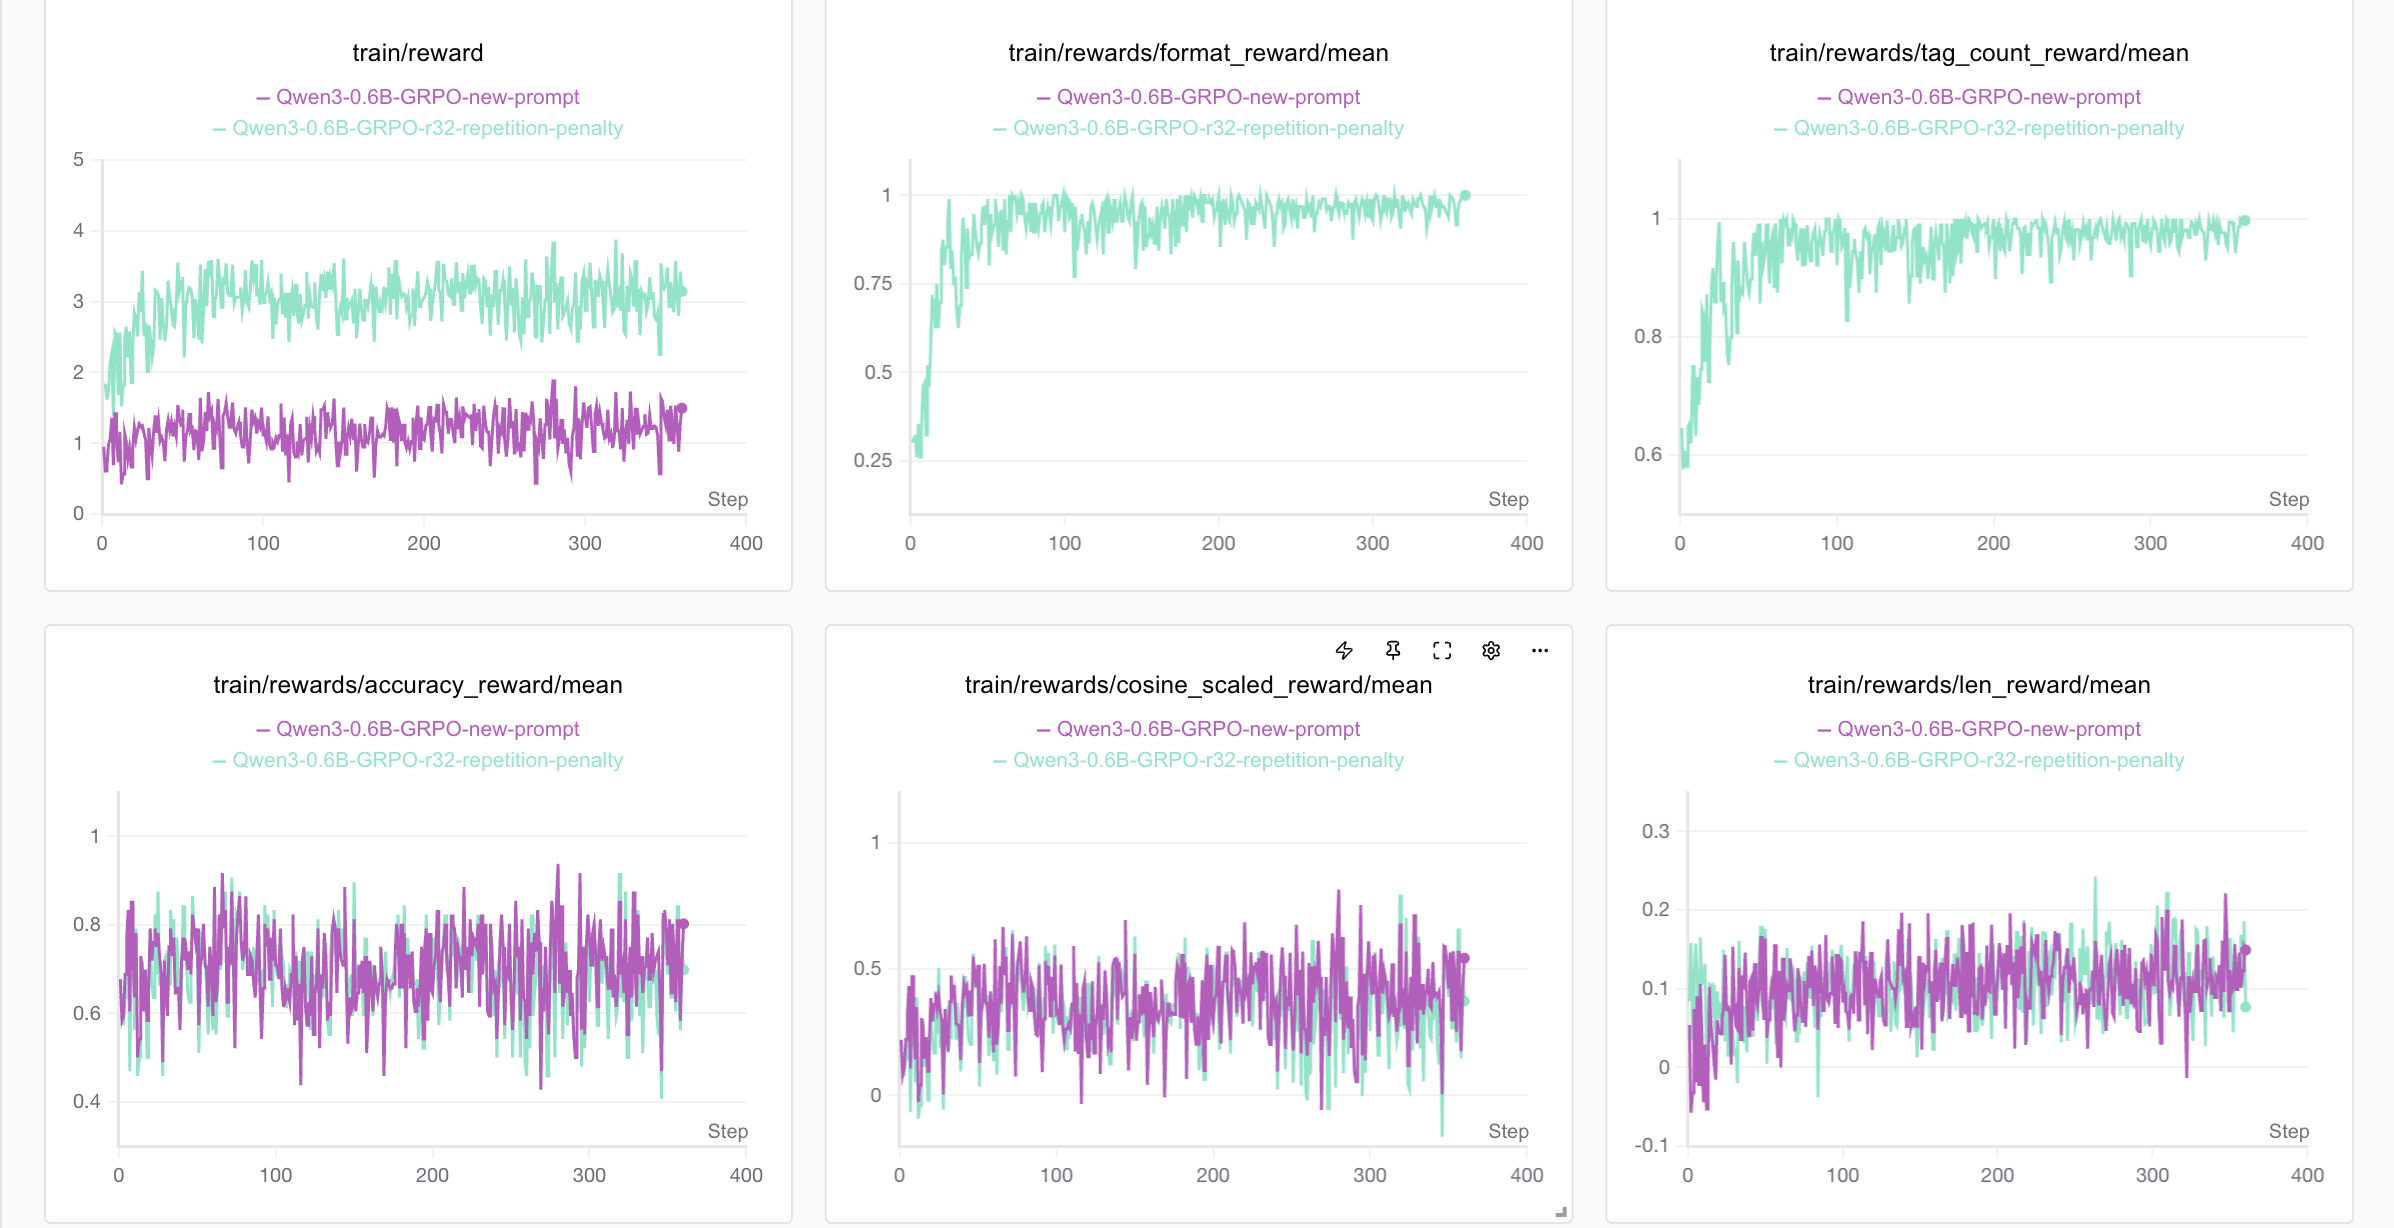 train/reward
Qwen3-0.6B-GRPO-new-prompt
Qwen3-0.6B-GRPO-r32-repetition-penalty
5
4
3
2
1
0
Step
0 100 200 300 400
train/rewards/format_reward/mean
Qwen3-0.6B-GRPO-new-prompt
Qwen3-0.6B-GRPO-r32-repetition-penalty
1
0.75
0.5
0.25
Step
0 100 200 300 400
train/rewards/tag_count_reward/mean
Qwen3-0.6B-GRPO-new-prompt
Qwen3-0.6B-GRPO-r32-repetition-penalty
1
0.8
0.6
Step
0 100 200 300 400
train/rewards/accuracy_reward/mean
Qwen3-0.6B-GRPO-new-prompt
Qwen3-0.6B-GRPO-r32-repetition-penalty
1
0.8
0.6
0.4
Step
0 100 200 300 400
train/rewards/cosine_scaled_reward/mean
Qwen3-0.6B-GRPO-new-prompt
Qwen3-0.6B-GRPO-r32-repetition-penalty
1
0.5
0
Step
0 100 200 300 400
train/rewards/len_reward/mean
Qwen3-0.6B-GRPO-new-prompt
Qwen3-0.6B-GRPO-r32-repetition-penalty
0.3
0.2
0.1
0
-0.1
Step
0 100 200 300 400